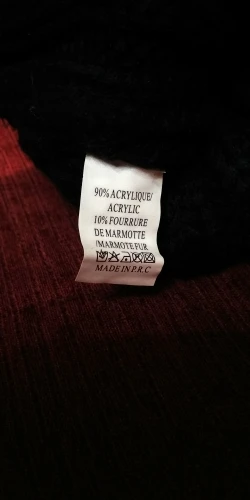 90% ACRYLIQUE/
ACRYLIC
10% FOURRURE
DE MARMOTTE
/MARMOTE FUR
MADE IN P.R.C